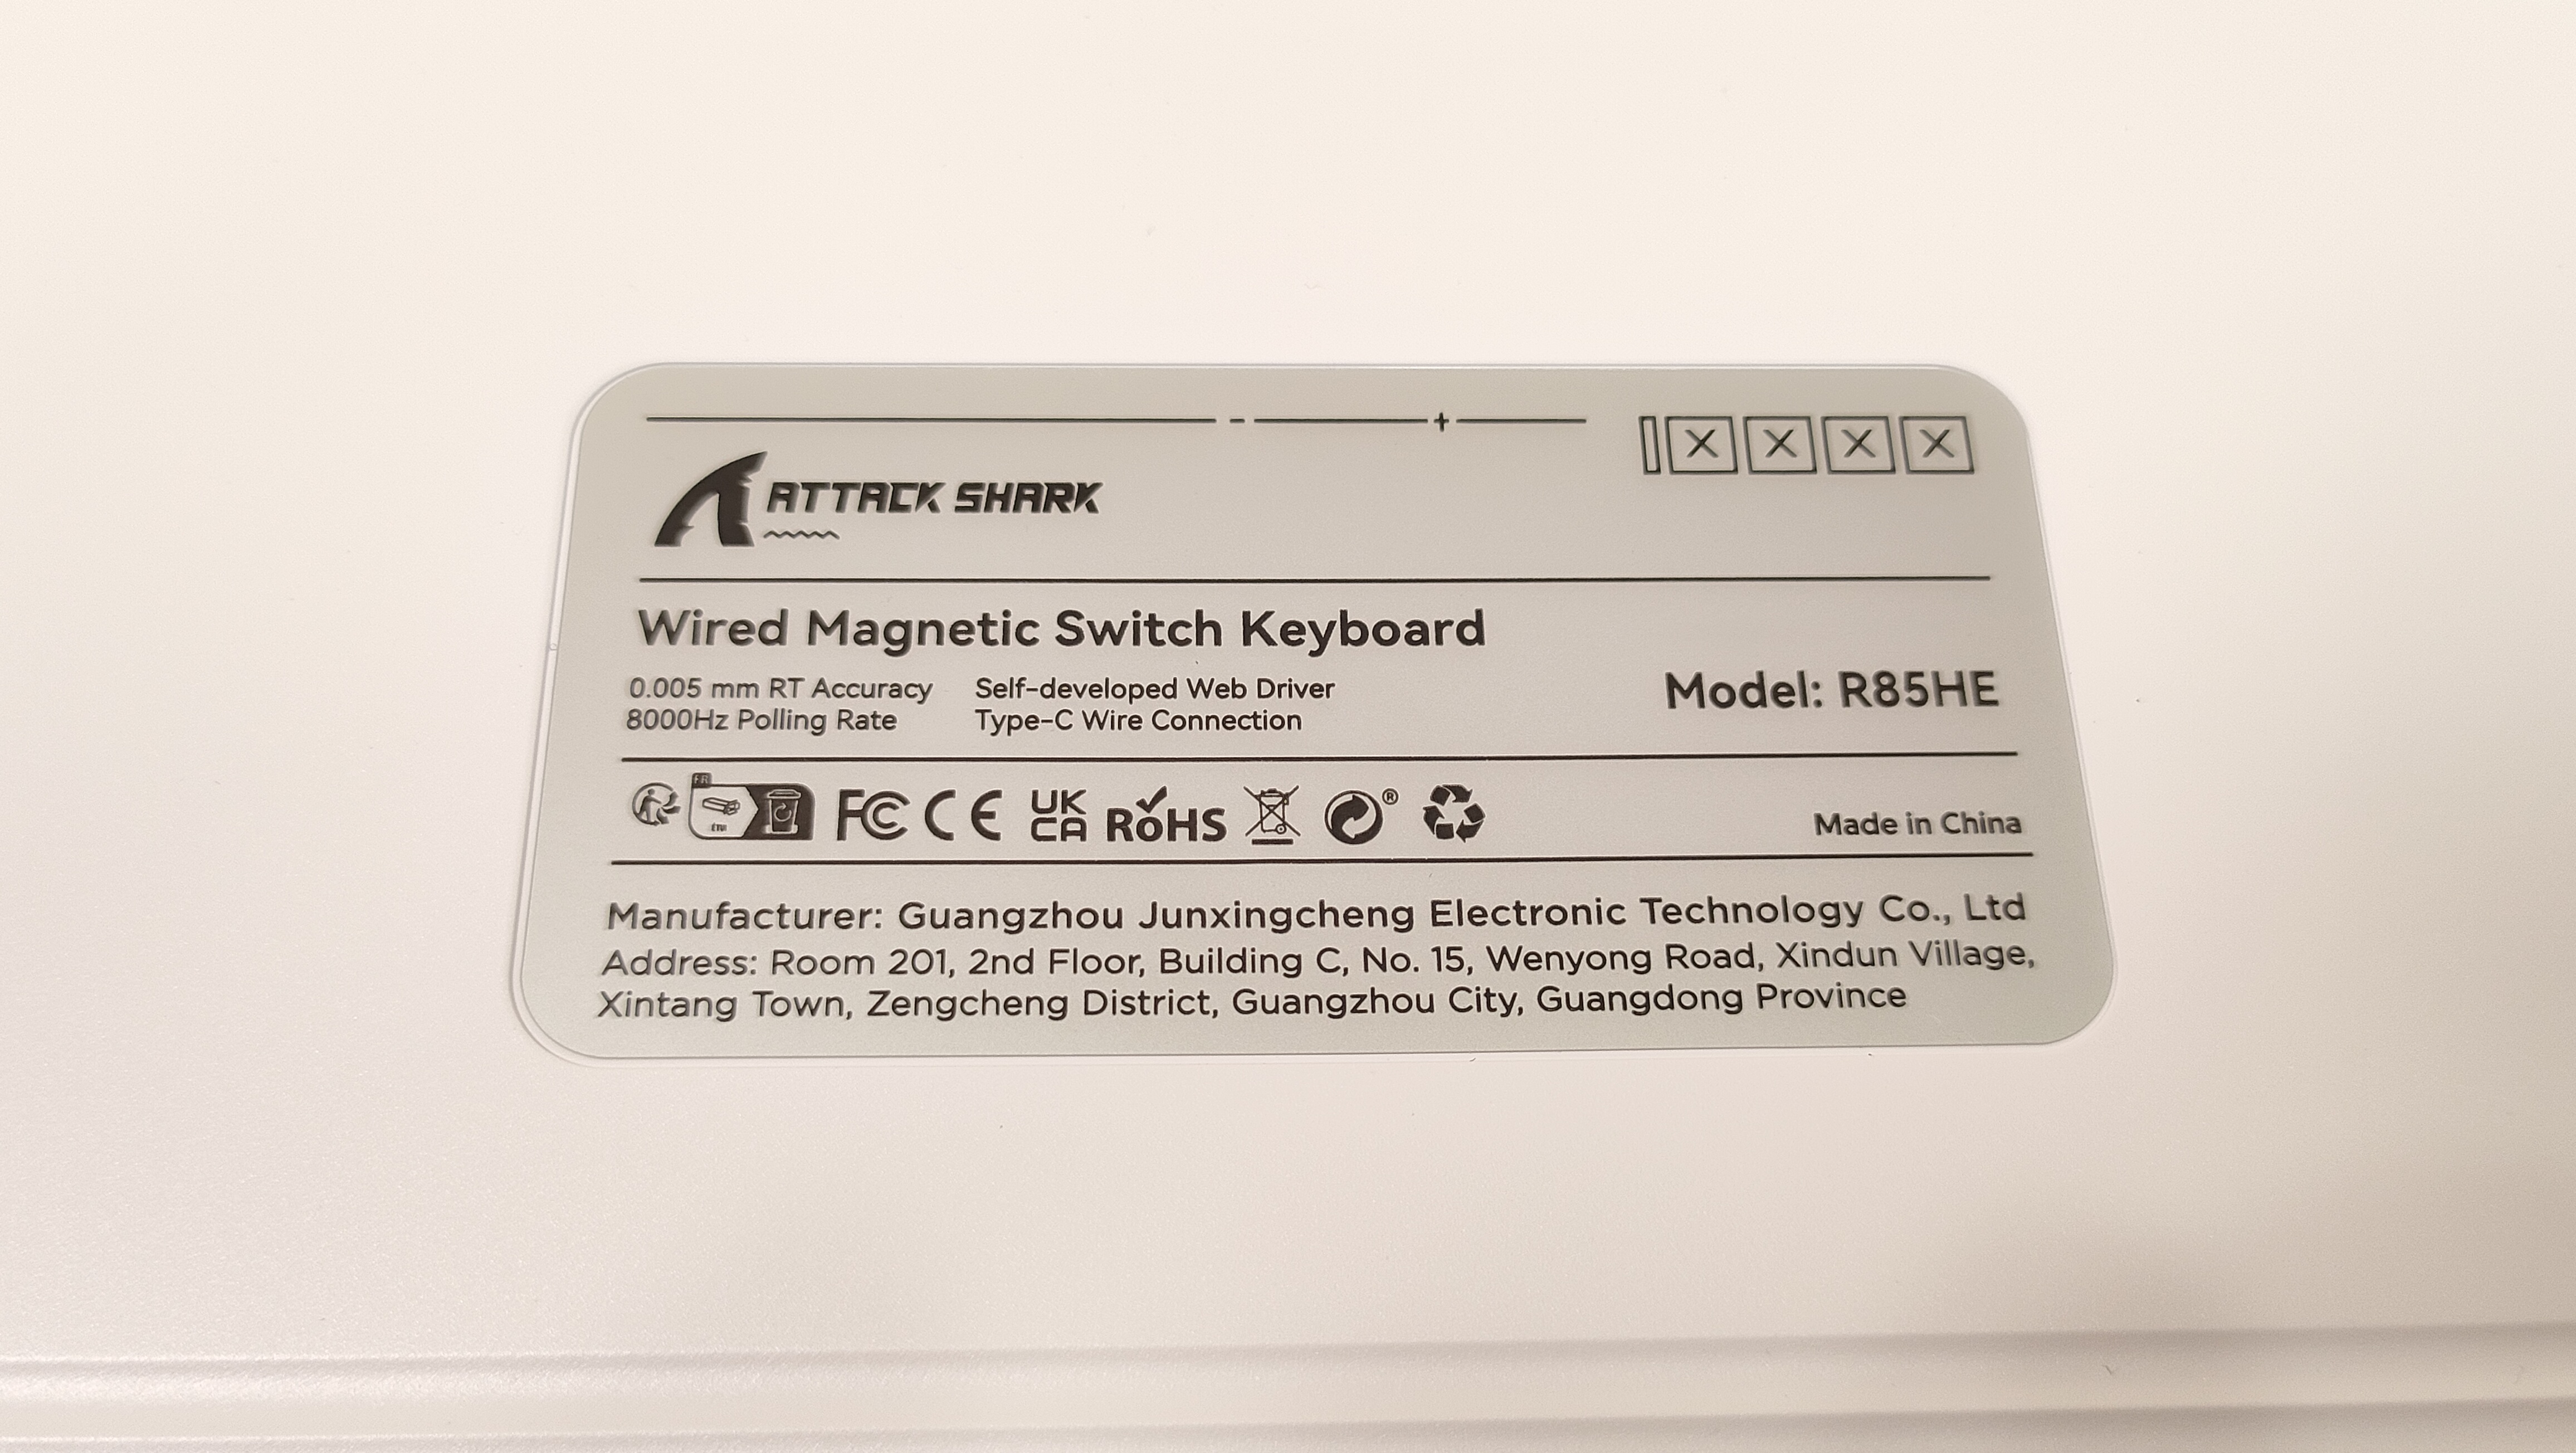 ATTACK SHARK
Wired Magnetic Switch Keyboard
0.005 mm RT Accuracy
8000Hz Polling Rate
Self-developed Web Driver
Type-C Wire Connection
Model: R85HE
FR
FC CE UK CA RoHS ®
Made in China
Manufacturer: Guangzhou Junxingcheng Electronic Technology Co., Ltd
Address: Room 201, 2nd Floor, Building C, No. 15, Wenyong Road, Xindun Village,
Xintang Town, Zengcheng District, Guangzhou City, Guangdong Province